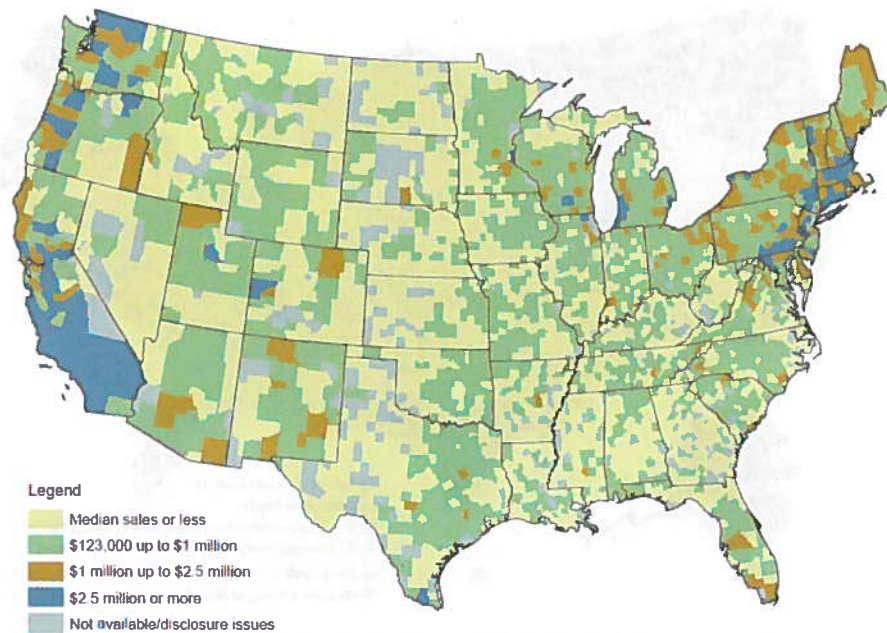 Legend
Median sales or less
$123,000 up to $1 million
$1 million up to $2.5 million
$2.5 million or more
Not available/disclosure issues